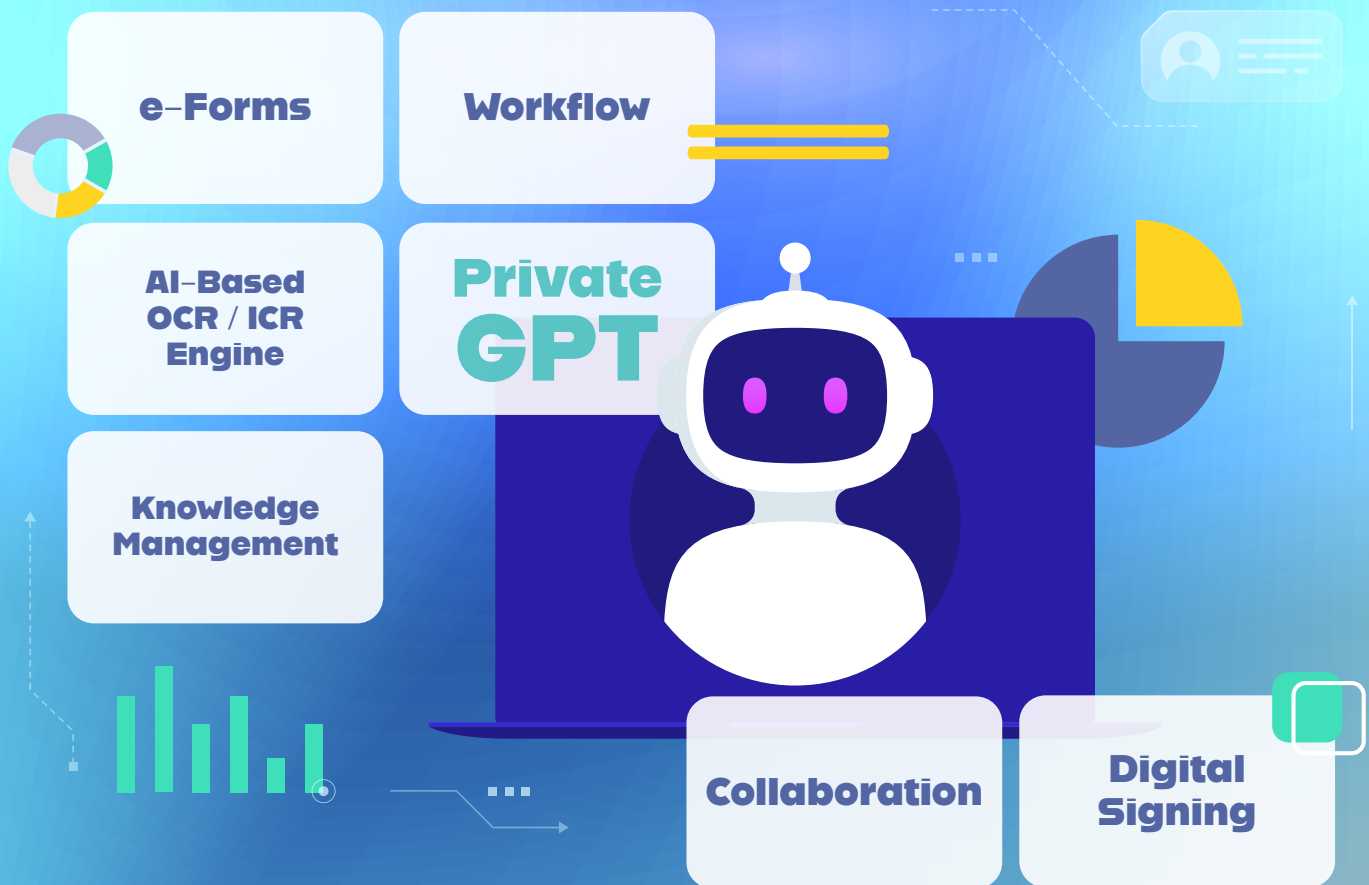 e-Forms
Workflow
AI-Based
OCR / ICR
Engine
Private
GPT
Knowledge
Management
Collaboration
Digital
Signing